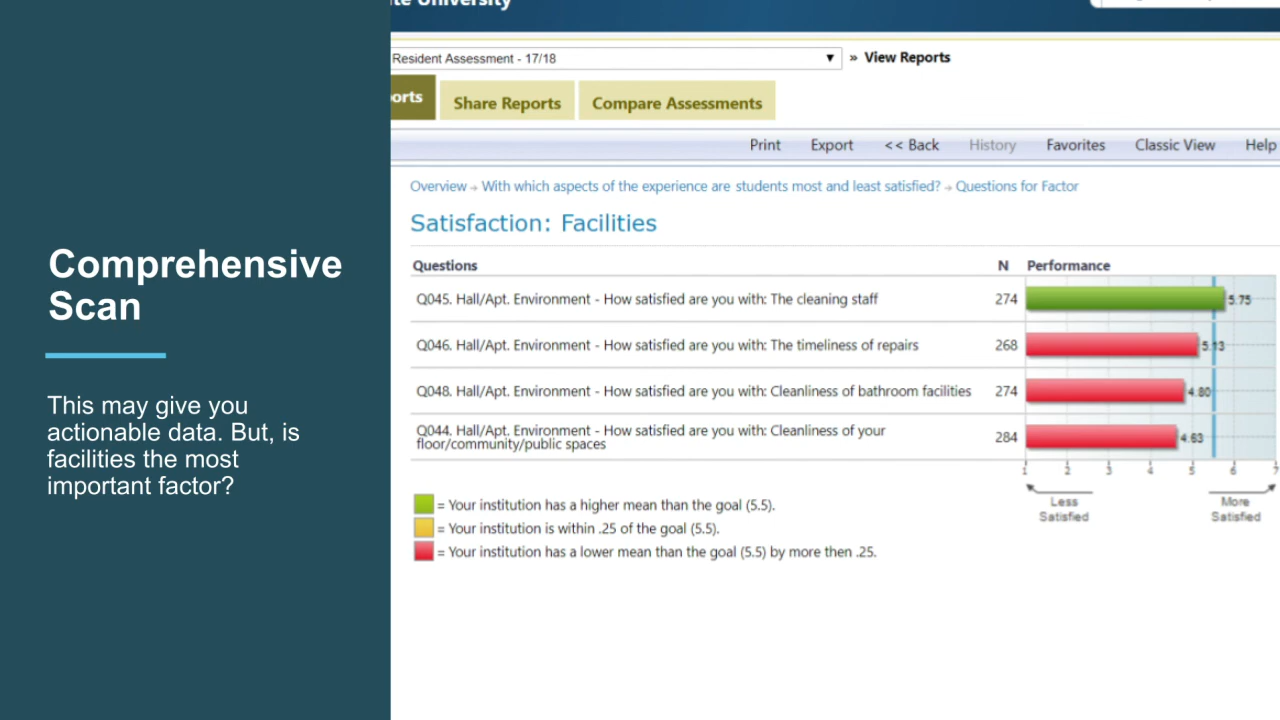 Comprehensive
Scan
This may give you
actionable data. But, is
facilities the most
important factor?
University
Resident Assessment - 17/18 ▼ » View Reports
Share Reports Compare Assessments
Print Export << Back History Favorites Classic View Help
Overview → With which aspects of the experience are students most and least satisfied? → Questions for Factor
Satisfaction: Facilities
Questions N Performance
Q045. Hall/Apt. Environment - How satisfied are you with: The cleaning staff 274 5.75
Q046. Hall/Apt. Environment - How satisfied are you with: The timeliness of repairs 268 5.13
Q048. Hall/Apt. Environment - How satisfied are you with: Cleanliness of bathroom facilities 274 4.80
Q044. Hall/Apt. Environment - How satisfied are you with: Cleanliness of your
floor/community/public spaces 284 4.63
1 2 3 4 5 6 7
Less More
Satisfied Satisfied
= Your institution has a higher mean than the goal (5.5).
= Your institution is within .25 of the goal (5.5).
= Your institution has a lower mean than the goal (5.5) by more then .25.